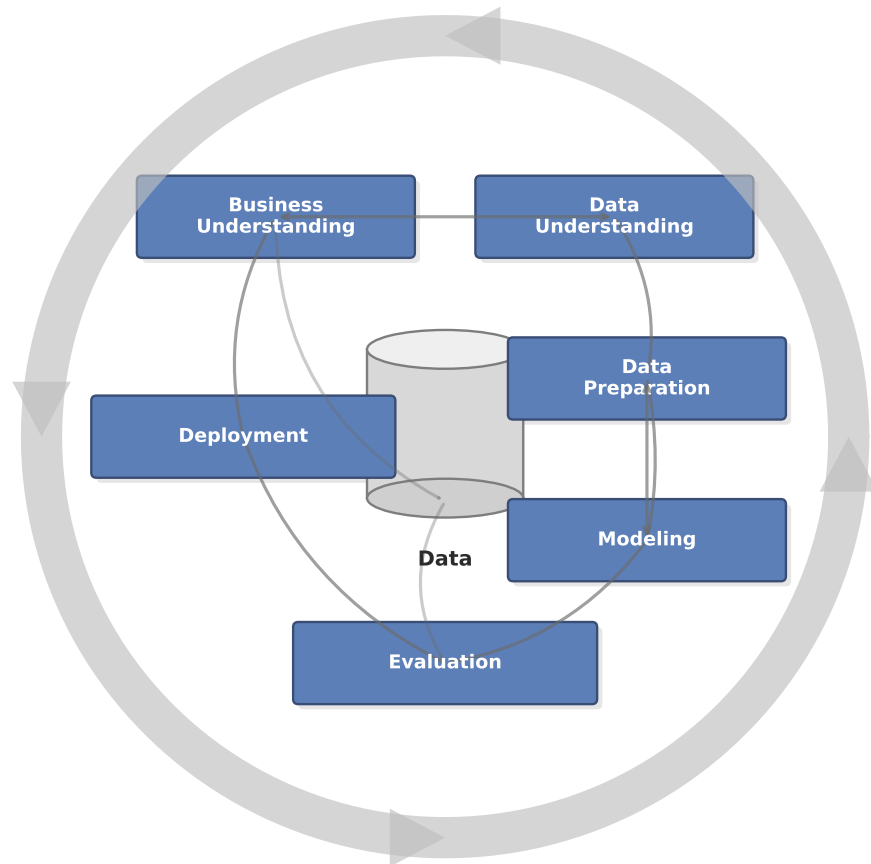 Business
Understanding
Data
Understanding
Data
Preparation
Deployment
Modeling
Data
Evaluation